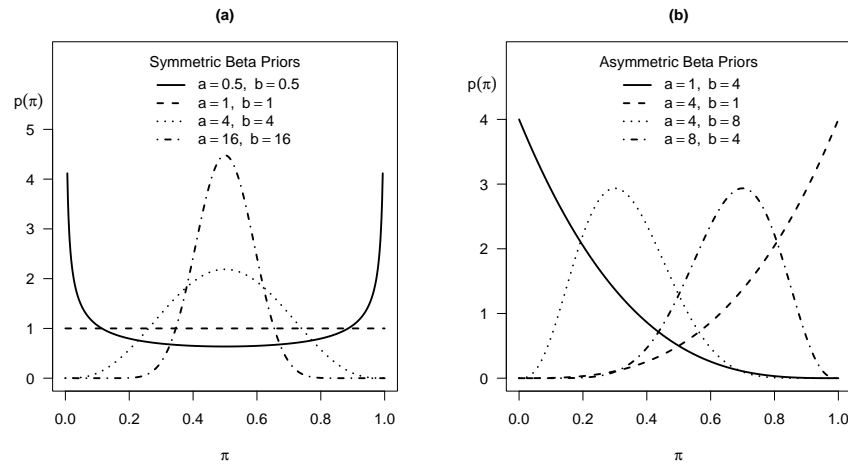 (a)
Symmetric Beta Priors
a = 0.5, b = 0.5
a = 1, b = 1
a = 4, b = 4
a = 16, b = 16
p(π)
5
4
3
2
1
0
0.0 0.2 0.4 0.6 0.8 1.0
π
(b)
Asymmetric Beta Priors
a = 1, b = 4
a = 4, b = 1
a = 4, b = 8
a = 8, b = 4
p(π)
4
3
2
1
0
0.0 0.2 0.4 0.6 0.8 1.0
π